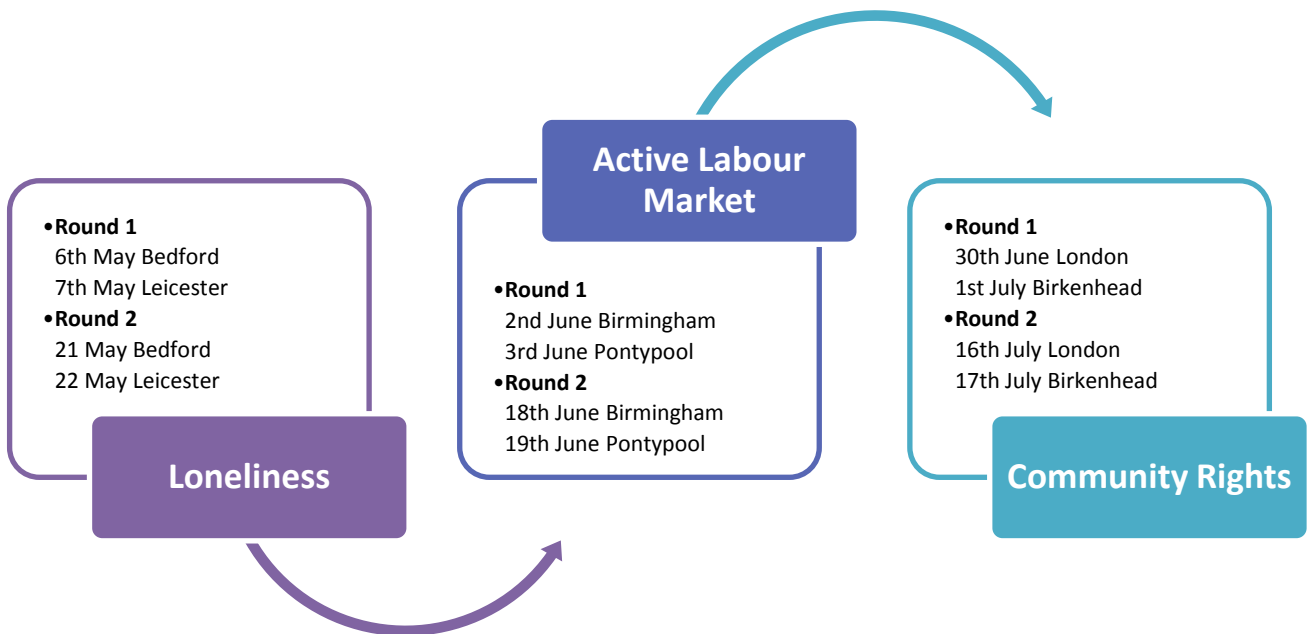 •Round 1
6th May Bedford
7th May Leicester
•Round 2
21 May Bedford
22 May Leicester
Loneliness
Active Labour
Market
•Round 1
2nd June Birmingham
3rd June Pontypool
•Round 2
18th June Birmingham
19th June Pontypool
•Round 1
30th June London
1st July Birkenhead
•Round 2
16th July London
17th July Birkenhead
Community Rights